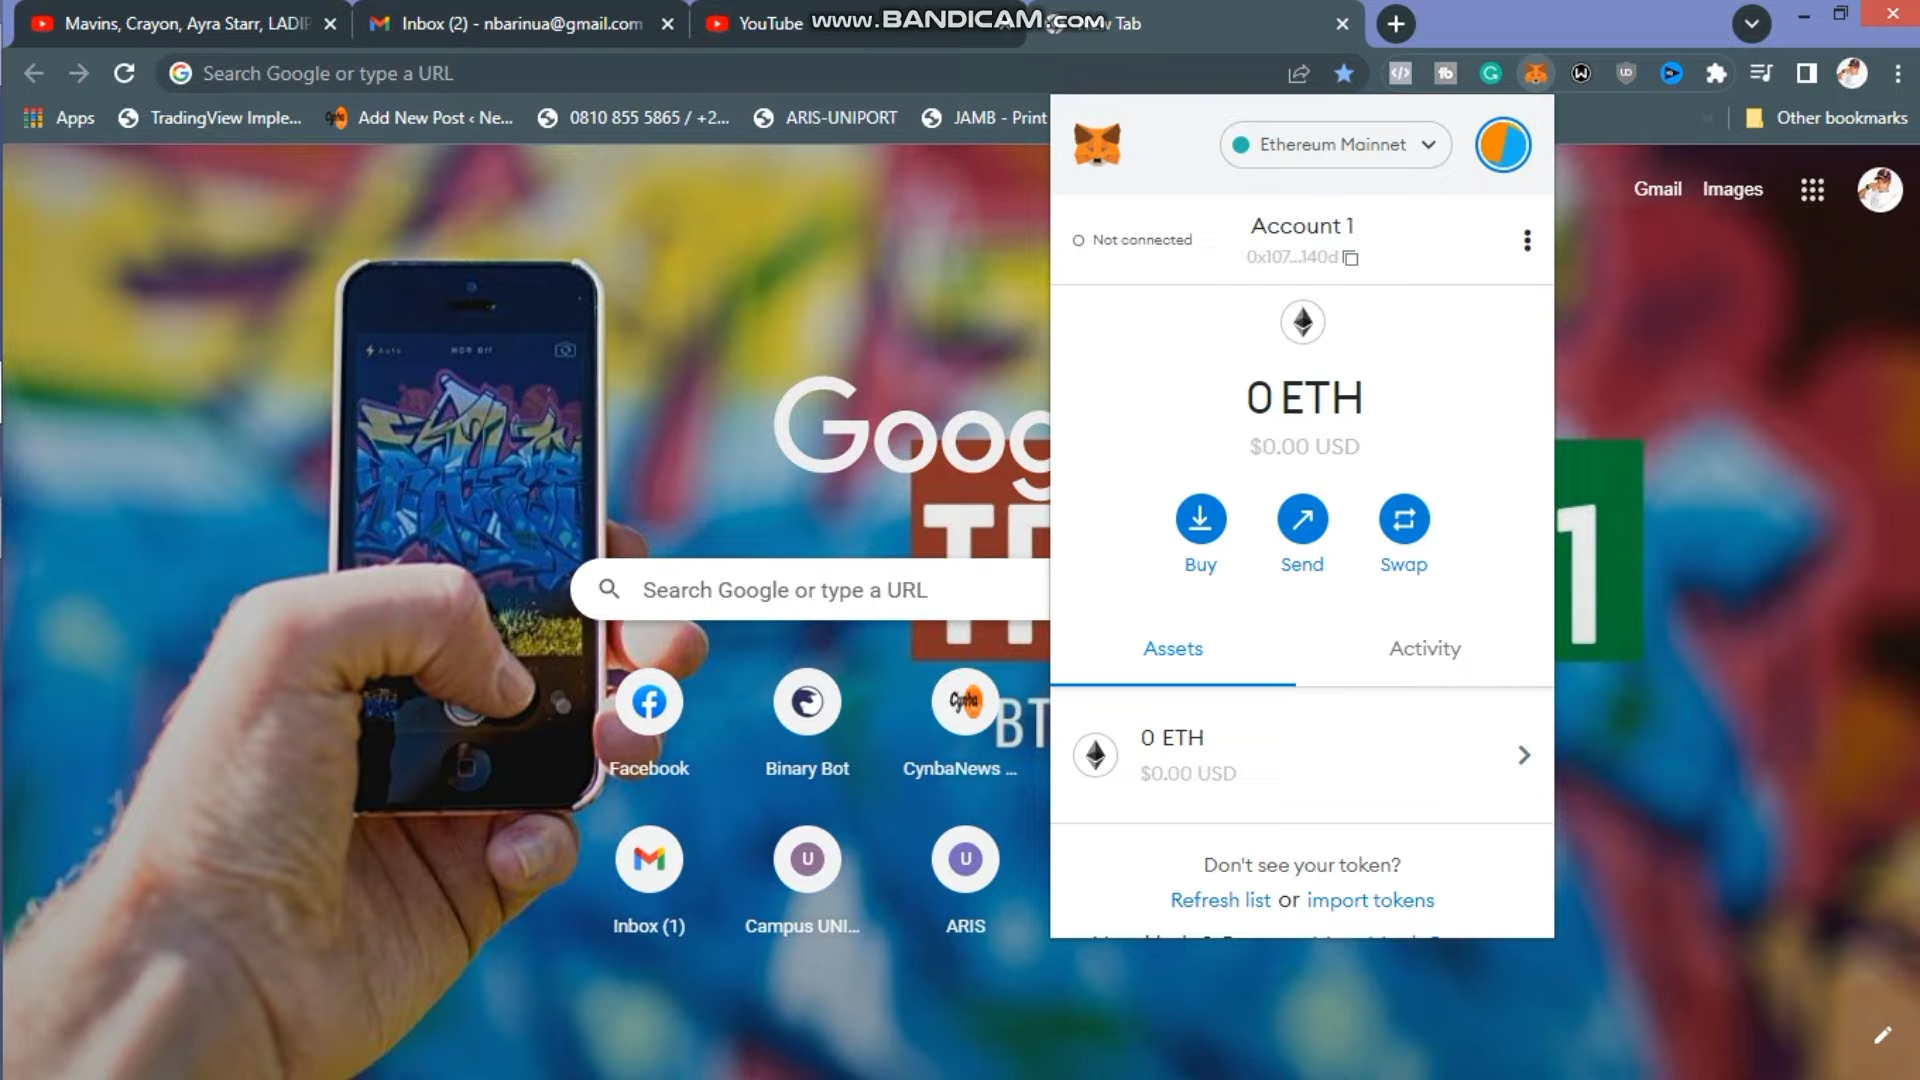 Mavins, Crayon, Ayra Starr, LADIP
Inbox (2) - nbarinua@gmail.com
YouTube
www.BANDICAM.com
Tab
Search Google or type a URL
Apps
TradingView Imple...
Add New Post ‹ Ne...
0810 855 5865 / +2...
ARIS-UNIPORT
JAMB - Print
Other bookmarks
Gmail
Images
Ethereum Mainnet
Not connected
Account 1
0x107...140d
0 ETH
$0.00 USD
Buy
Send
Swap
Assets
Activity
0 ETH
$0.00 USD
Don't see your token?
Refresh list or import tokens
Goog
Search Google or type a URL
1
BT
Facebook
Binary Bot
Cynba
CynbaNews ...
U
U
Inbox (1)
Campus UNI...
ARIS